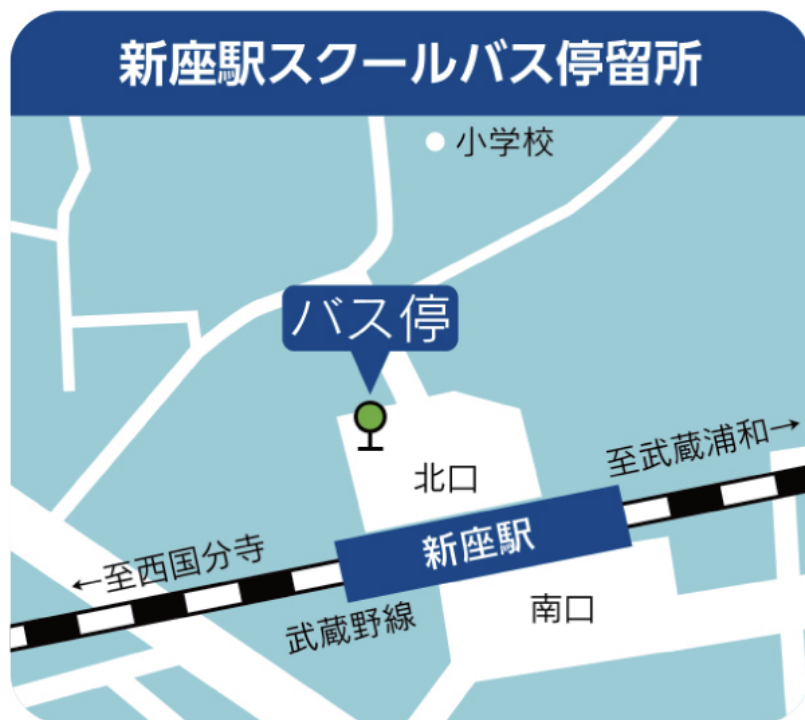 新座駅スクールバス停留所
小学校
バス停
至武蔵浦和→
北口
新座駅
←至西国分寺
南口
武蔵野線